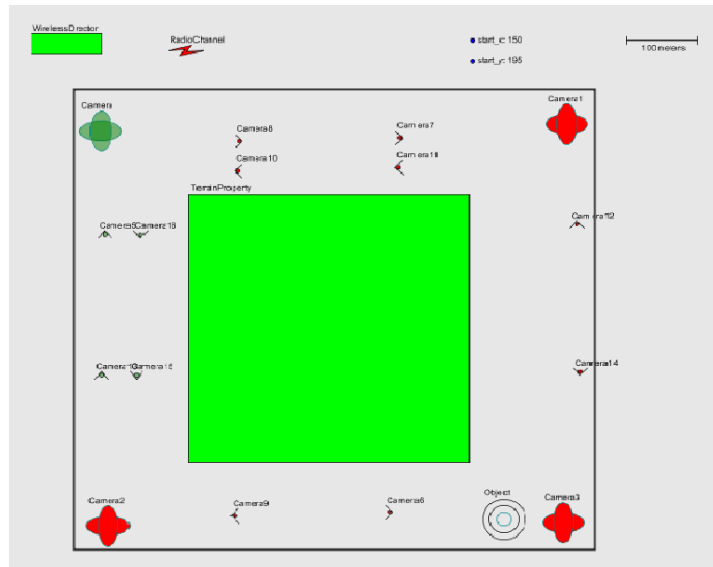 WirelessDirector
RadioChannel
start_x: 150
start_y: 195
100 meters
Camera
Camera1
Camera8
Camera7
Camera10
TerrainProperty
Camera12
Camera14
Camera2
Camera9
Camera6
Object
Camera3